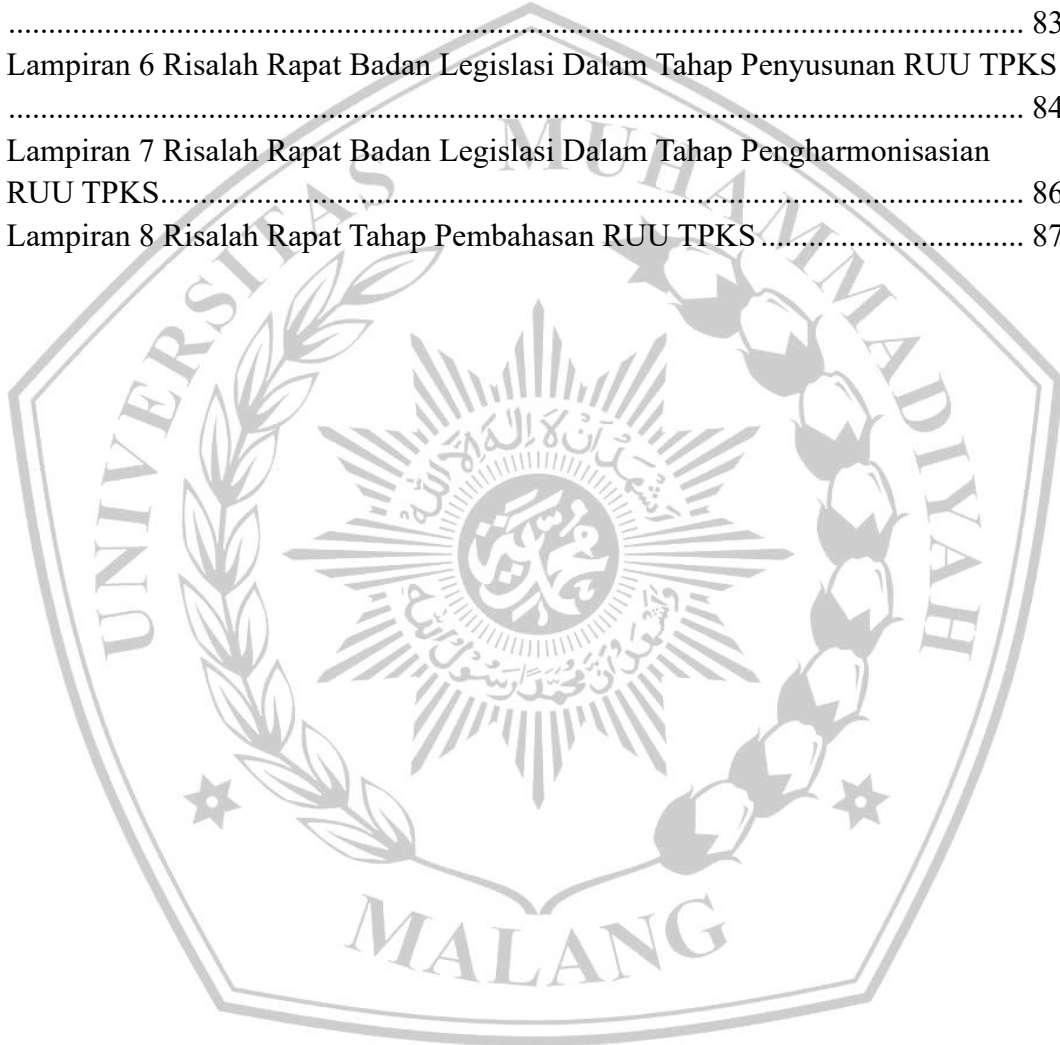 .............................................................................................................................. 83
Lampiran 6 Risalah Rapat Badan Legislasi Dalam Tahap Penyusunan RUU TPKS
.............................................................................................................................. 84
Lampiran 7 Risalah Rapat Badan Legislasi Dalam Tahap Pengharmonisasian
RUU TPKS........................................................................................................... 86
Lampiran 8 Risalah Rapat Tahap Pembahasan RUU TPKS ................................ 87
UNIVERSITAS MUHAMMADIYAH
MALANG